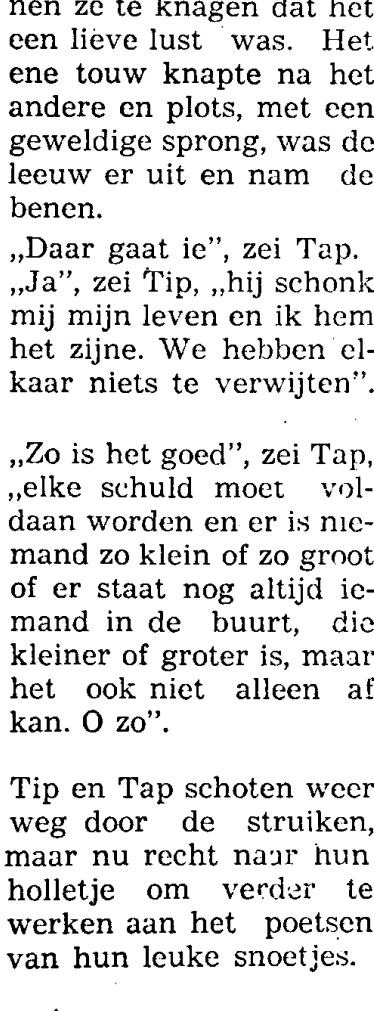 nen ze te knagen dat het
een lieve lust was. Het
ene touw knapte na het
andere en plots, met een
geweldige sprong, was de
leeuw er uit en nam de
benen.
„Daar gaat ie”, zei Tap.
„Ja”, zei Tip, „hij schonk
mij mijn leven en ik hem
het zijne. We hebben el-
kaar niets te verwijten”.
„Zo is het goed”, zei Tap,
„elke schuld moet vol-
daan worden en er is nie-
mand zo klein of zo groot
of er staat nog altijd ie-
mand in de buurt, die
kleiner of groter is, maar
het ook niet alleen af
kan. O zo”.
Tip en Tap schoten weer
weg door de struiken,
maar nu recht naar hun
holletje om verder te
werken aan het poetsen
van hun leuke snoetjes.